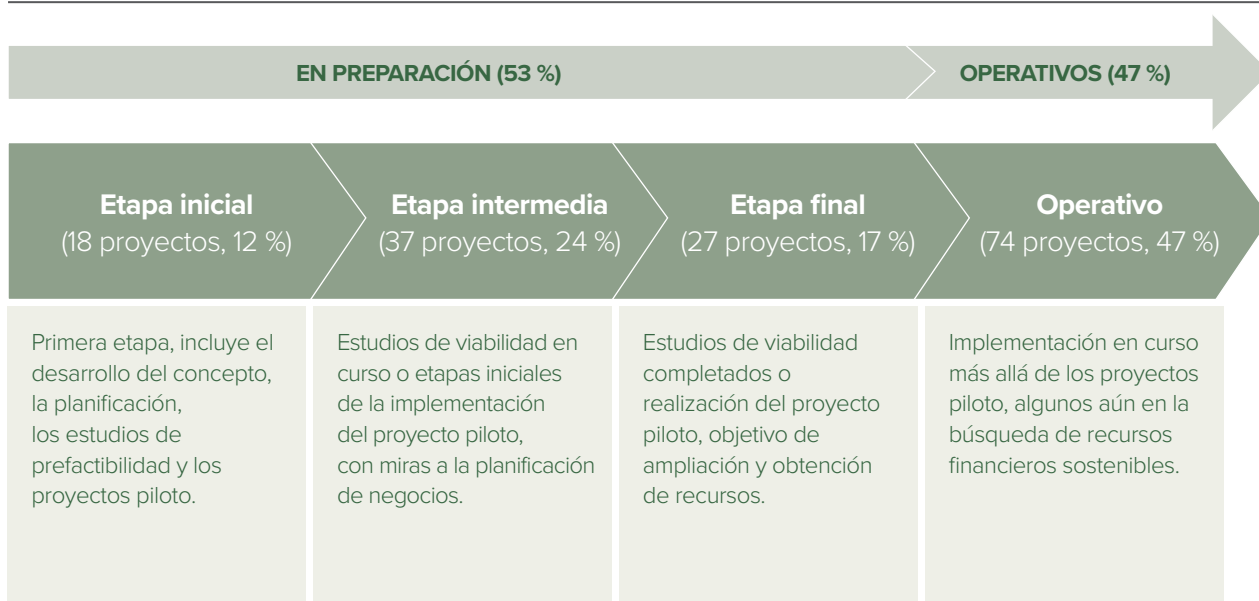 EN PREPARACIÓN (53 %)
OPERATIVOS (47 %)
Etapa inicial
(18 proyectos, 12 %)
Etapa intermedia
(37 proyectos, 24 %)
Etapa final
(27 proyectos, 17 %)
Operativo
(74 proyectos, 47 %)
Primera etapa, incluye el
desarrollo del concepto,
la planificación,
los estudios de
prefactibilidad y los
proyectos piloto.
Estudios de viabilidad en
curso o etapas iniciales
de la implementación
del proyecto piloto,
con miras a la planificación
de negocios.
Estudios de viabilidad
completados o
realización del proyecto
piloto, objetivo de
ampliación y obtención
de recursos.
Implementación en curso
más allá de los proyectos
piloto, algunos aún en la
búsqueda de recursos
financieros sostenibles.